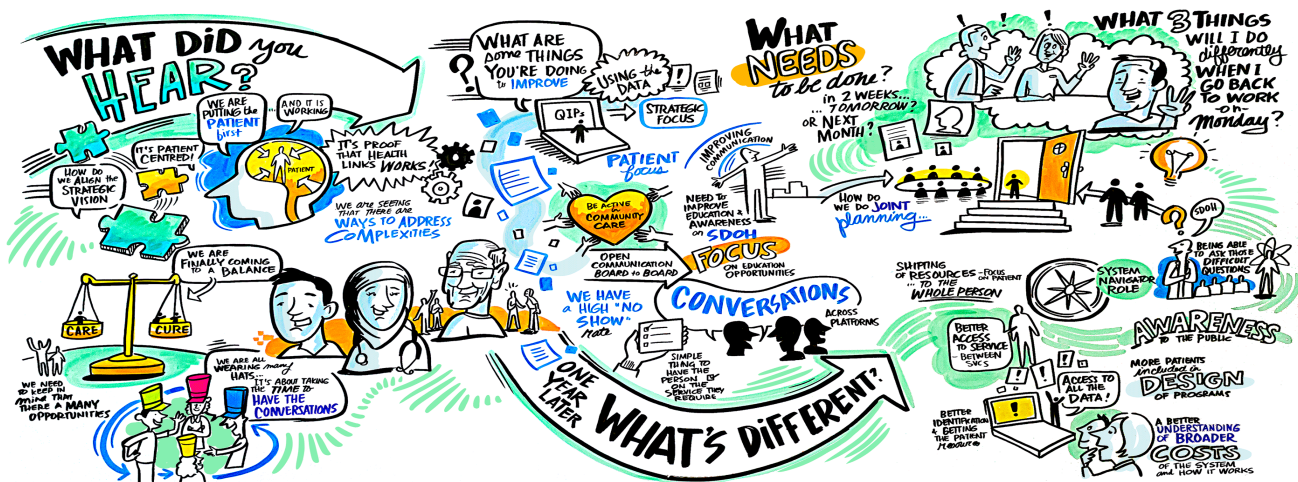 WHAT DiD you
HEAR?
WE ARE
PUTTING the
PATIENT
first
...AND IT IS
WORKING
IT'S PATIENT
CENTRED!
HOW DO
WE ALIGN the
STRATEGIC
VISION
PATIENT
IT'S PROOF
THAT HEALTH
LINKS WORKS!
WE ARE SEEING
THAT THERE ARE
WAYS TO ADDRESS
COMPLEXITIES
WE ARE
FINALLY COMING
TO A BALANCE
CARE
CURE
WE NEED
to KEEP IN
MIND THAT
THERE A MANY
OPPORTUNITIES
WE ARE ALL
WEARING many
HATS...
IT'S ABOUT TAKING
the TIME to
HAVE THE
CONVERSATIONS
WHAT ARE
some THINGS
YOU'RE DOING
to IMPROVE
?
USING the
DATA
!
QIPs
STRATEGIC
FOCUS
PATIENT
focus
IMPROVING
COMMUNICATION
BE ACTIVE
in
COMMUNITY
CARE
NEED TO
IMPROVE
EDUCATION &
AWARENESS
on SDOH
OPEN
COMMUNICATION
BOARD to BOARD
FOCUS
ON EDUCATION
OPPORTUNITIES
WE HAVE
a HIGH "NO
SHOW"
rate
CONVERSATIONS
ACROSS
PLATFORMS
SIMPLE
THING TO
HAVE THE
PERSON
ON THE
SERVICE THEY
REQUIRE
ONE
YEAR
LATER
WHAT'S DiFFERENT?
WHAT
NEEDS
to be done?
in 2 WEEKS...
... TOMORROW?
OR NEXT
MONTH?
! ! !
WHAT 3 THINGS
WILL I DO
differently
WHEN I
GO BACK
TO WORK
-on-
Monday?
HOW DO
WE DO JOINT
planning...
?
SDOH
BEING ABLE
to ASK THOSE
DIFFICULT
QUESTIONS
SHIPTING
OF RESOURCES - FOCUS
ON PATIENT
... TO THE
WHOLE PERSON
SYSTEM
NAVIGATOR
ROLE
BETTER
ACCESS
TO SERVICE
- BETWEEN
SVCS
AWARENESS
TO THE PUBLIC
MORE PATIENTS
included in
DESIGN
OF PROGRAMS
! ! !
ACCESS TO
ALL THE
DATA!
!
BETTER
IDENTIFICATION
& GETTING
THE PATIENT
resources
A BETTER
UNDERSTANDING
OF BROADER
COSTS
OF THE SYSTEM
and HOW IT WORKS